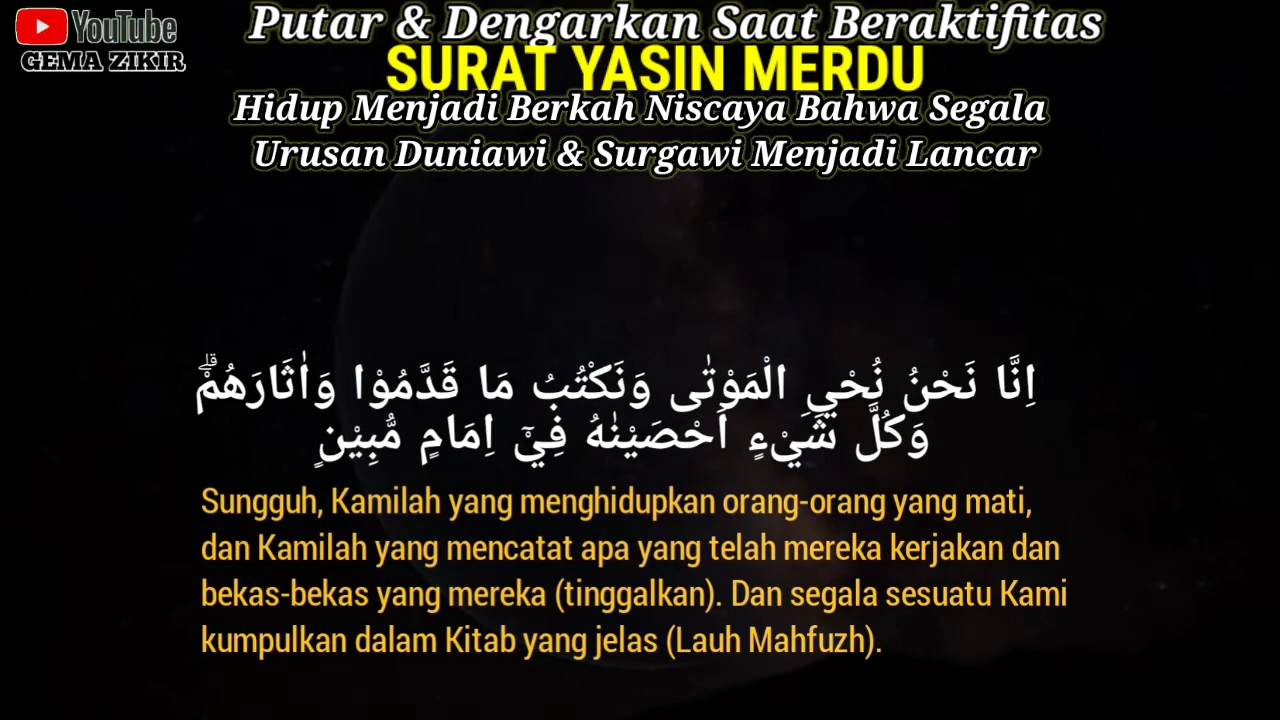 YouTube
GEMA ZIKIR
Putar & Dengarkan Saat Beraktifitas
SURAT YASIN MERDU
Hidup Menjadi Berkah Niscaya Bahwa Segala
Urusan Duniawi & Surgawi Menjadi Lancar
اِنَّا نَحْنُ نُحْيِ الْمَوْتٰى وَنَكْتُبُ مَا قَدَّمُوْا وَاٰثَارَهُمْۗ
وَكُلَّ شَيْءٍ اَحْصَيْنٰهُ فِيْٓ اِمَامٍ مُّبِيْنٍ
Sungguh, Kamilah yang menghidupkan orang-orang yang mati,
dan Kamilah yang mencatat apa yang telah mereka kerjakan dan
bekas-bekas yang mereka (tinggalkan). Dan segala sesuatu Kami
kumpulkan dalam Kitab yang jelas (Lauh Mahfuzh).